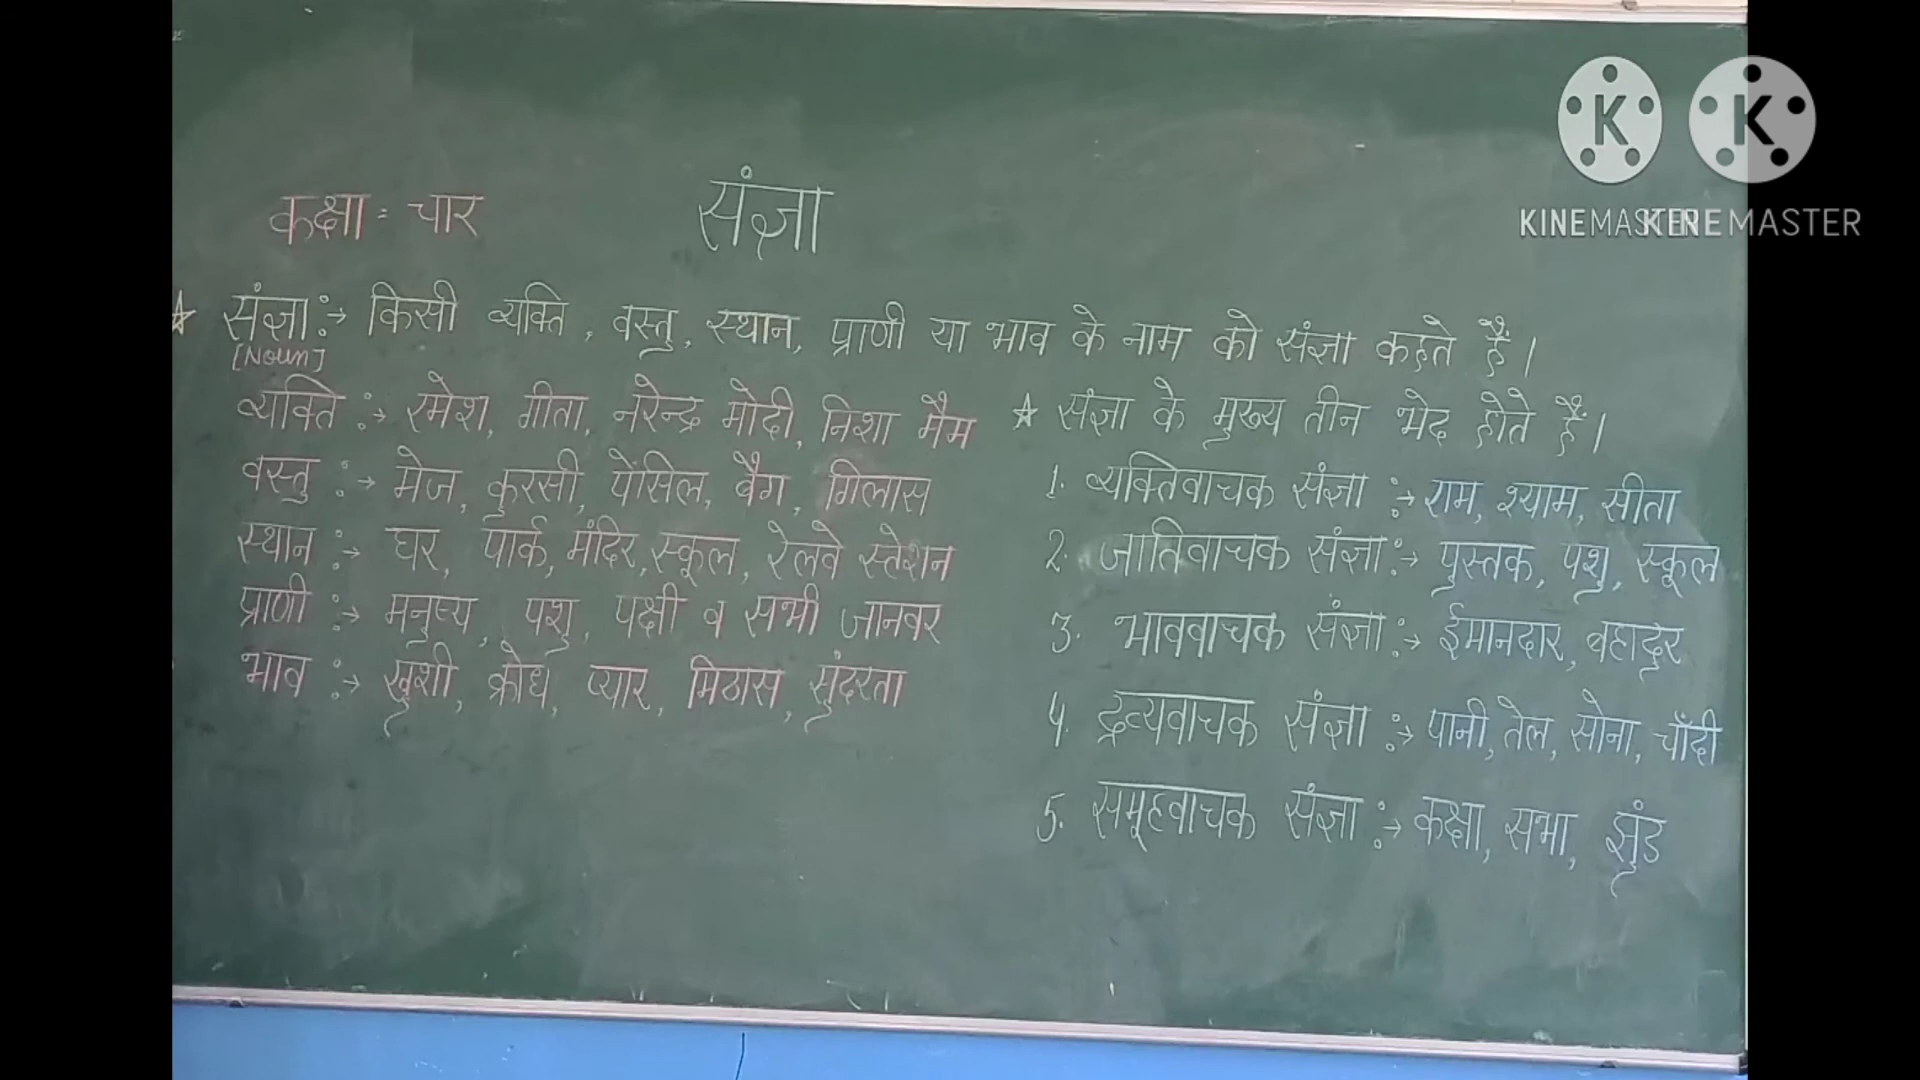 कक्षा = चार
संज्ञा
☆ संज्ञा :→ किसी व्यक्ति, वस्तु, स्थान, प्राणी या भाव के नाम को संज्ञा कहते हैं।
[Noun]
व्यक्ति :→ रमेश, गीता, नरेन्द्र मोदी, निशा मैम
वस्तु :→ मेज, कुरसी, पेंसिल, बैग, गिलास
स्थान :→ घर, पार्क, मंदिर, स्कूल, रेलवे स्टेशन
प्राणी :→ मनुष्य, पशु, पक्षी व सभी जानवर
भाव :→ खुशी, क्रोध, प्यार, मिठास, सुंदरता
☆ संज्ञा के मुख्य तीन भेद होते हैं।
1. व्यक्तिवाचक संज्ञा :→ राम, श्याम, सीता
2. जातिवाचक संज्ञा :→ पुस्तक, पशु, स्कूल
3. भाववाचक संज्ञा :→ ईमानदार, बहादुर
4. द्रव्यवाचक संज्ञा :→ पानी, तेल, सोना, चाँदी
5. समूहवाचक संज्ञा :→ कक्षा, सभा, झुंड
K
KINEMASTER
K
KINEMASTER